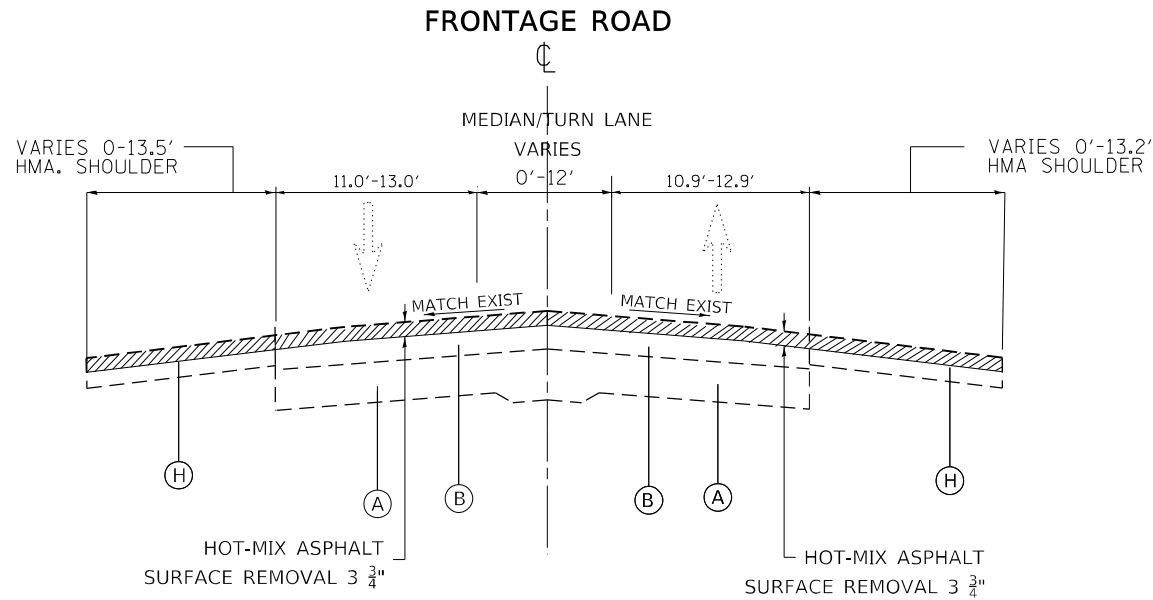 FRONTAGE ROAD
℄
MEDIAN/TURN LANE
VARIES
0'-12'
VARIES 0-13.5'
HMA. SHOULDER
VARIES 0'-13.2'
HMA SHOULDER
11.0'-13.0'
10.9'-12.9'
MATCH EXIST
MATCH EXIST
H
A
B
B
A
H
HOT-MIX ASPHALT
SURFACE REMOVAL 3 3/4"
HOT-MIX ASPHALT
SURFACE REMOVAL 3 3/4"